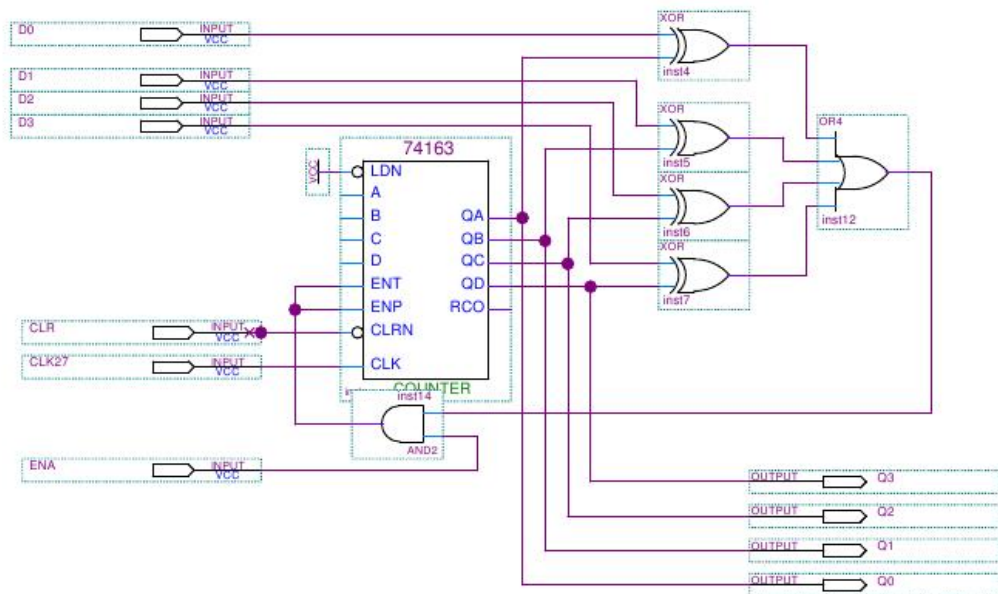 D0
INPUT
VCC
D1
INPUT
VCC
D2
INPUT
VCC
D3
INPUT
VCC
XOR
inst4
XOR
inst5
XOR
inst6
XOR
inst7
OR4
inst12
74163
VCC
LDN
A
B
C
D
ENT
ENP
CLRN
CLK
QA
QB
QC
QD
RCO
COUNTER
CLR
INPUT
VCC
CLK27
INPUT
VCC
inst14
AND2
ENA
INPUT
VCC
OUTPUT
Q3
OUTPUT
Q2
OUTPUT
Q1
OUTPUT
Q0